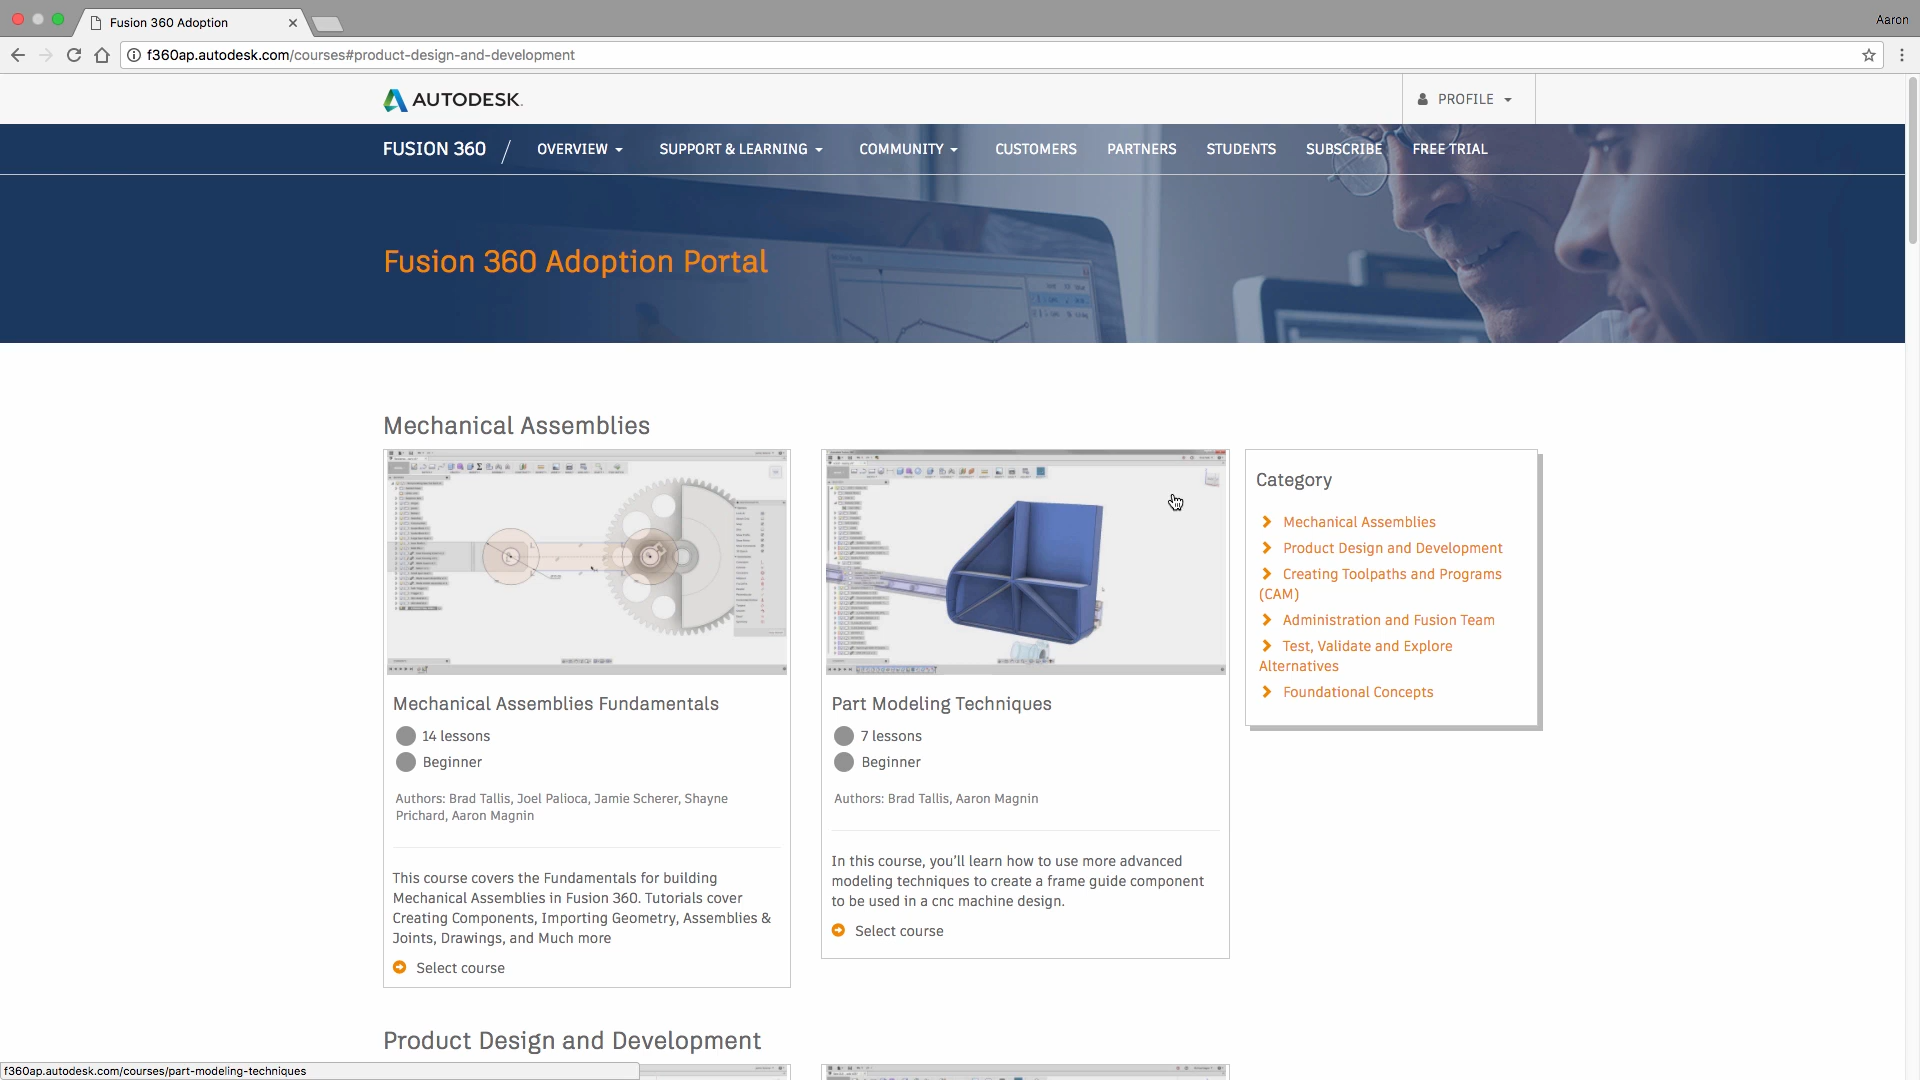 Fusion 360 Adoption
Aaron
f360ap.autodesk.com/courses#product-design-and-development
AUTODESK.
PROFILE
FUSION 360 / OVERVIEW SUPPORT & LEARNING COMMUNITY CUSTOMERS PARTNERS STUDENTS SUBSCRIBE FREE TRIAL
Fusion 360 Adoption Portal
Mechanical Assemblies
Mechanical Assemblies Fundamentals
14 lessons
Beginner
Authors: Brad Tallis, Joel Palioca, Jamie Scherer, Shayne
Prichard, Aaron Magnin
This course covers the Fundamentals for building
Mechanical Assemblies in Fusion 360. Tutorials cover
Creating Components, Importing Geometry, Assemblies &
Joints, Drawings, and Much more
Select course
Part Modeling Techniques
7 lessons
Beginner
Authors: Brad Tallis, Aaron Magnin
In this course, you'll learn how to use more advanced
modeling techniques to create a frame guide component
to be used in a cnc machine design.
Select course
Category
Mechanical Assemblies
Product Design and Development
Creating Toolpaths and Programs
(CAM)
Administration and Fusion Team
Test, Validate and Explore
Alternatives
Foundational Concepts
Product Design and Development
f360ap.autodesk.com/courses/part-modeling-techniques